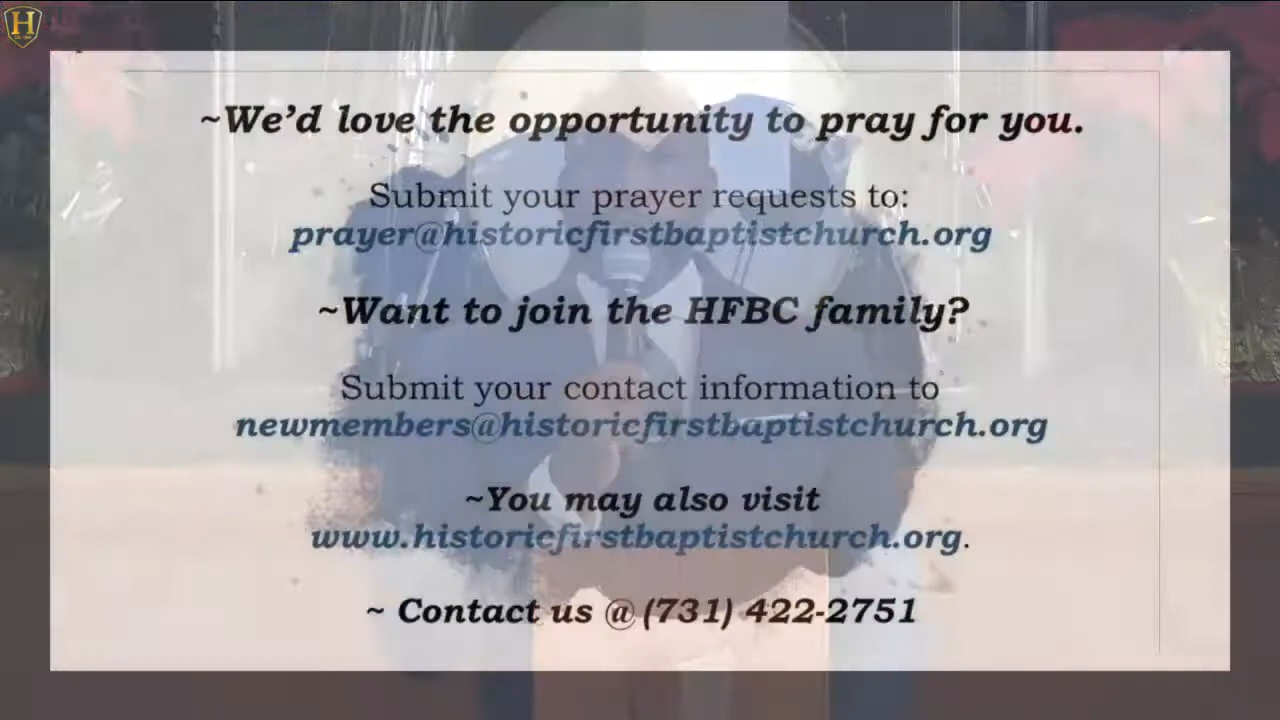 H
~We'd love the opportunity to pray for you.
Submit your prayer requests to:
prayer@historicfirstbaptistchurch.org
~Want to join the HFBC family?
Submit your contact information to
newmembers@historicfirstbaptistchurch.org
~You may also visit
www.historicfirstbaptistchurch.org.
~ Contact us @ (731) 422-2751